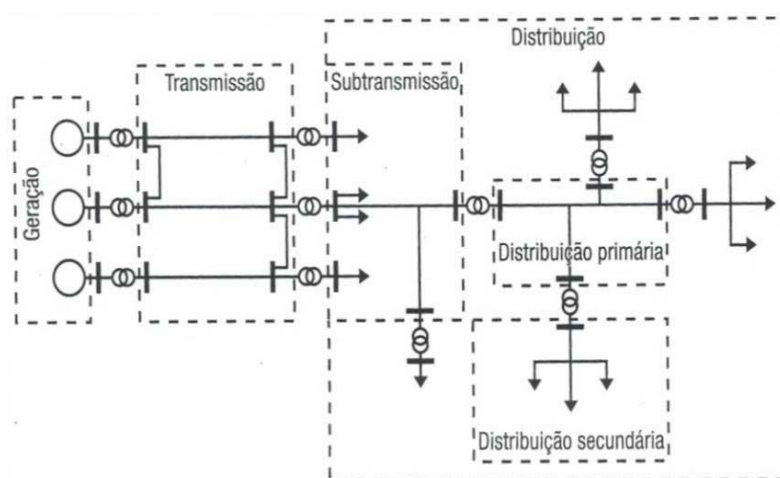 Distribuição
Transmissão
Subtransmissão
Geração
Distribuição primária
Distribuição secundária